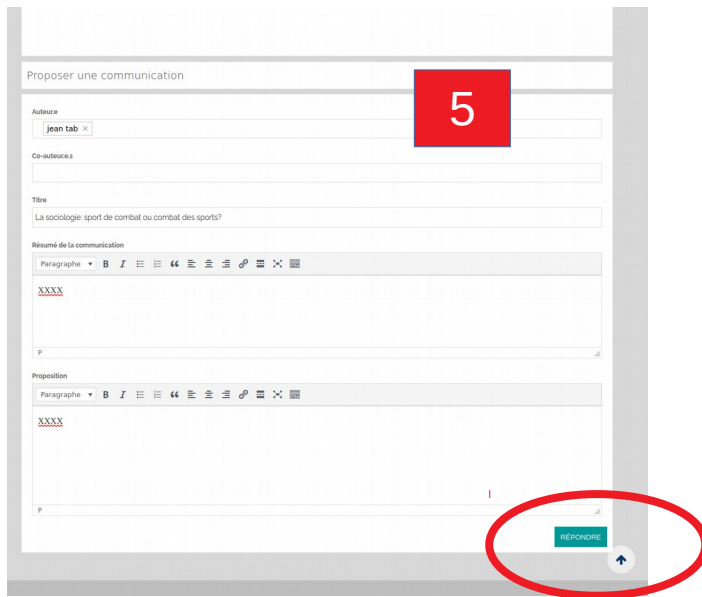 Proposer une communication
5
Auteur.e
jean tab ×
Co-auteur.e.s
Titre
La sociologie: sport de combat ou combat des sports?
Résumé de la communication
Paragraphe B I
XXXX
P
Proposition
Paragraphe B I
XXXX
P
RÉPONDRE